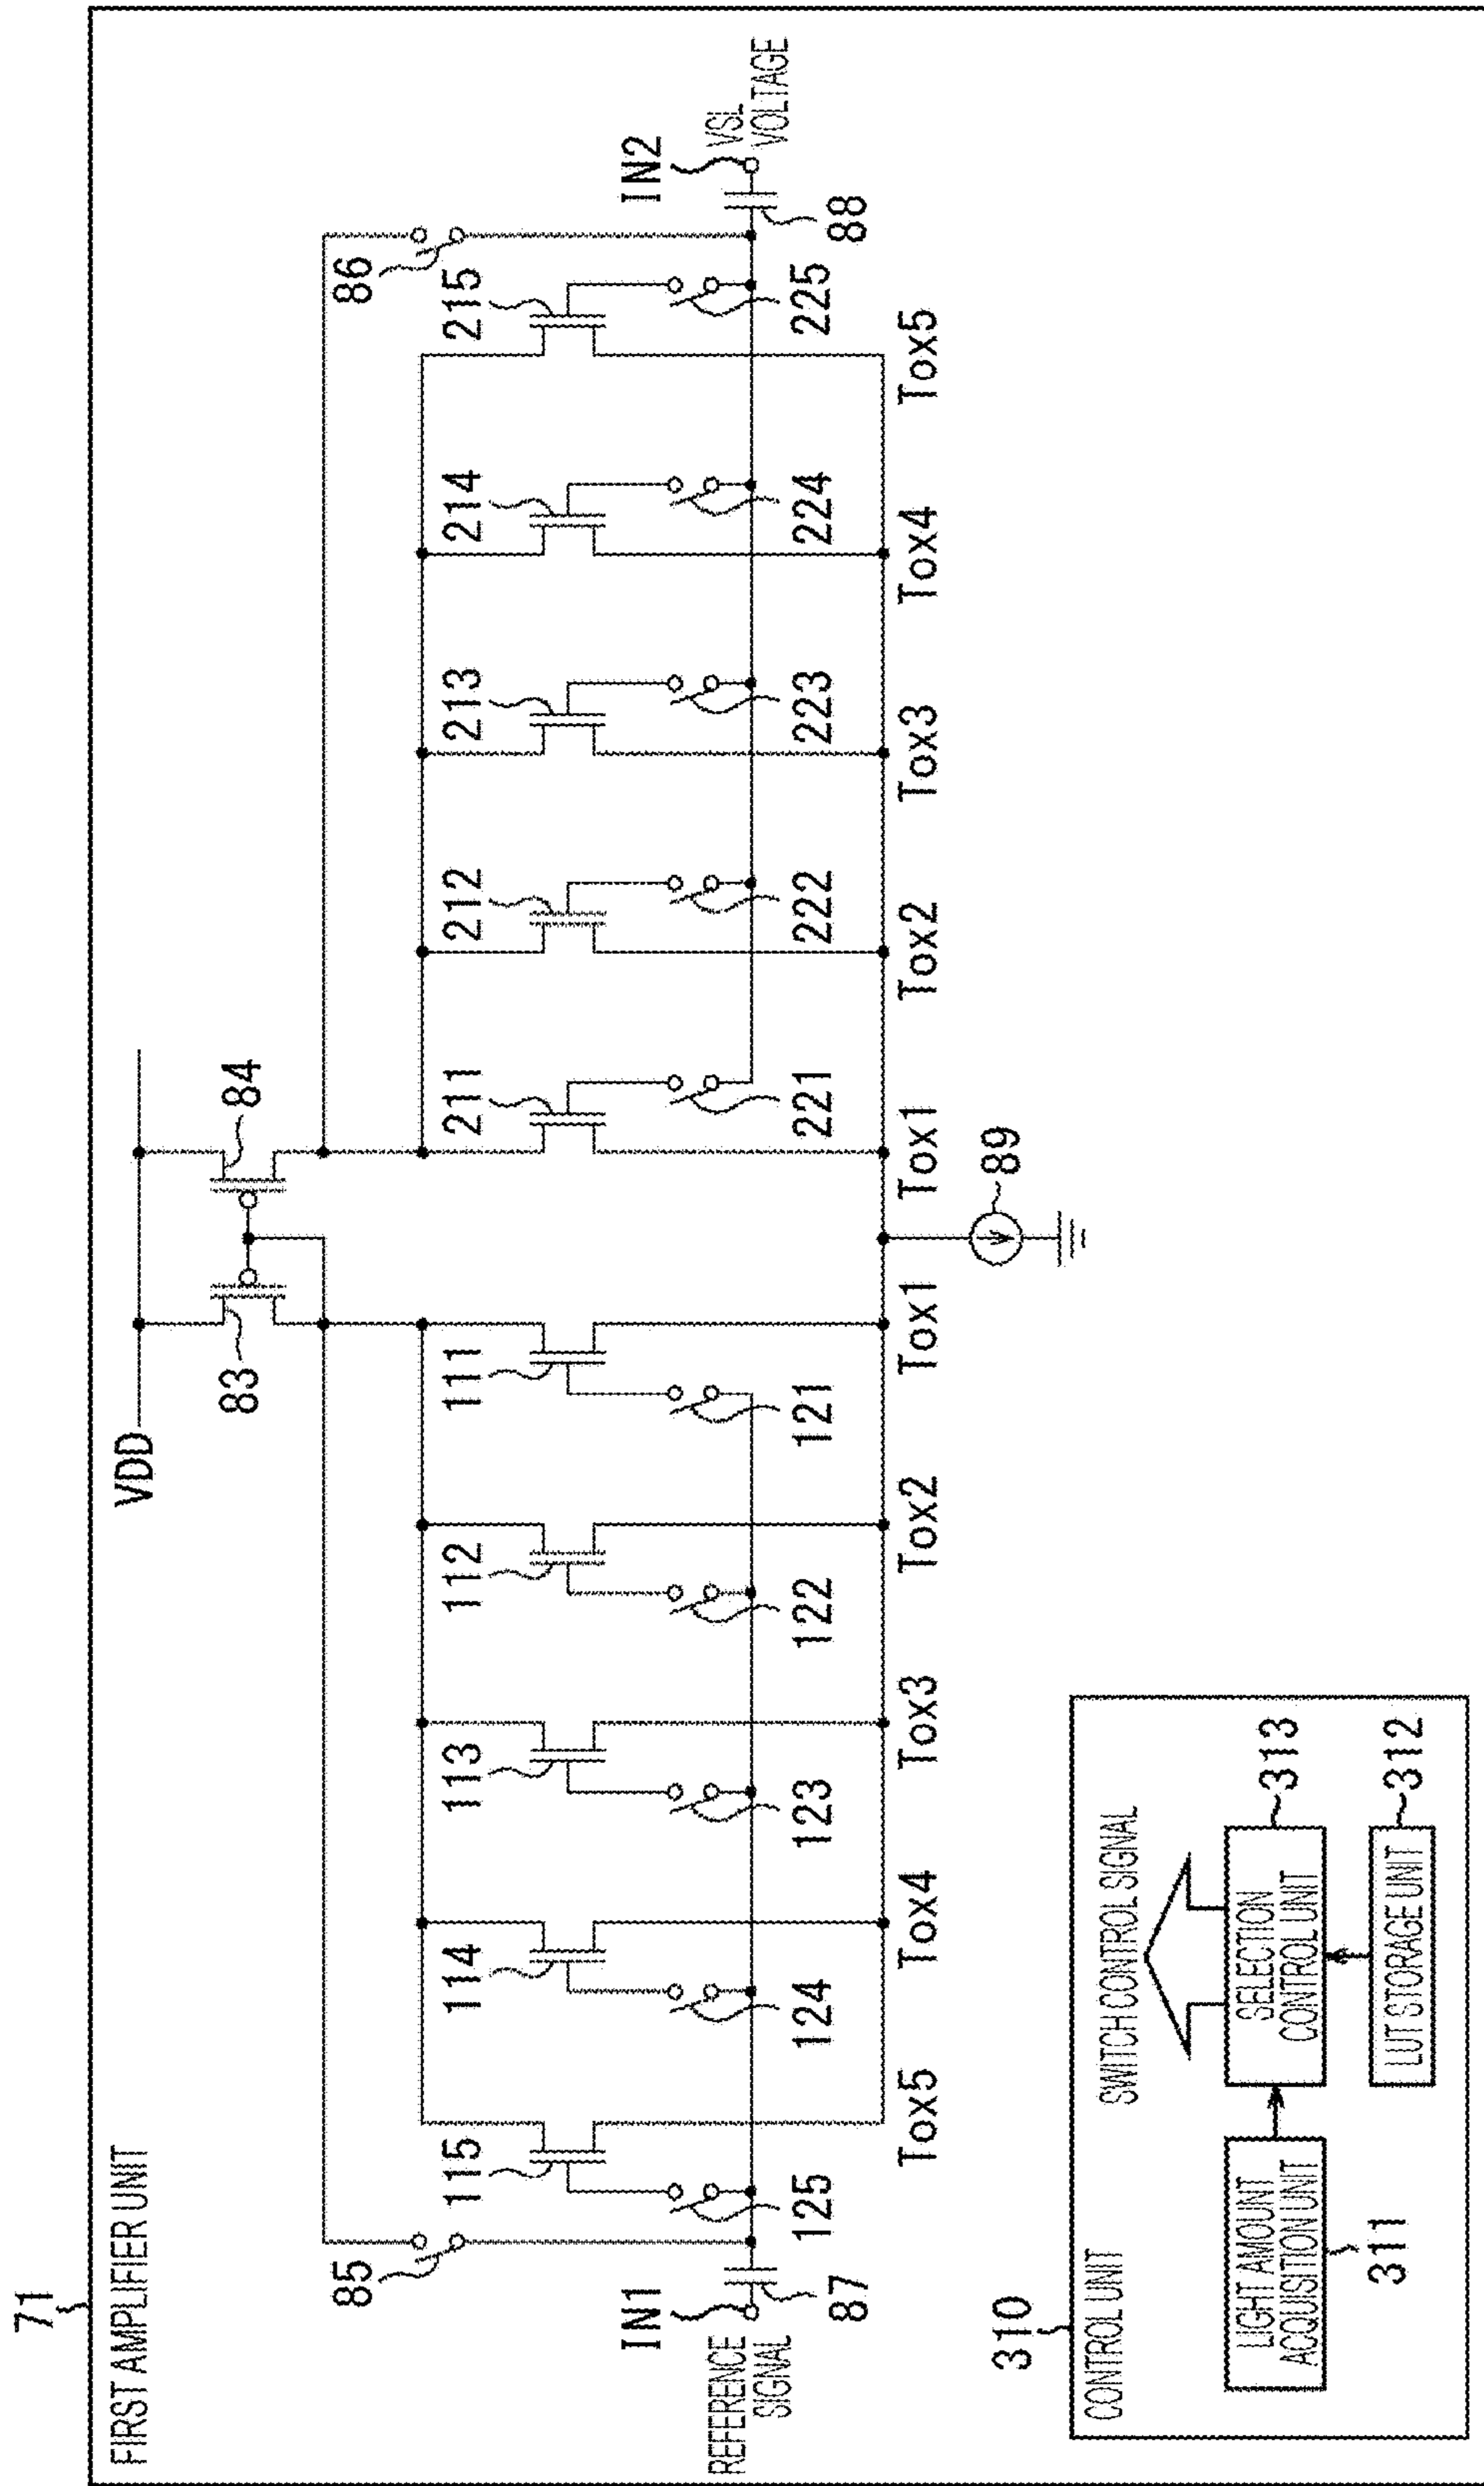 71
FIRST AMPLIFIER UNIT
VDD
83
84
85
86
115
114
113
112
111
211
212
213
214
215
IN1
REFERENCE
SIGNAL
IN2
VSL
VOLTAGE
87
125
124
123
122
121
221
222
223
224
225
88
Tox5
Tox4
Tox3
Tox2
Tox1
Tox1
Tox2
Tox3
Tox4
Tox5
89
310
CONTROL UNIT
SWITCH CONTROL SIGNAL
LIGHT AMOUNT
ACQUISITION UNIT
311
SELECTION
CONTROL UNIT
313
LUT STORAGE UNIT
312